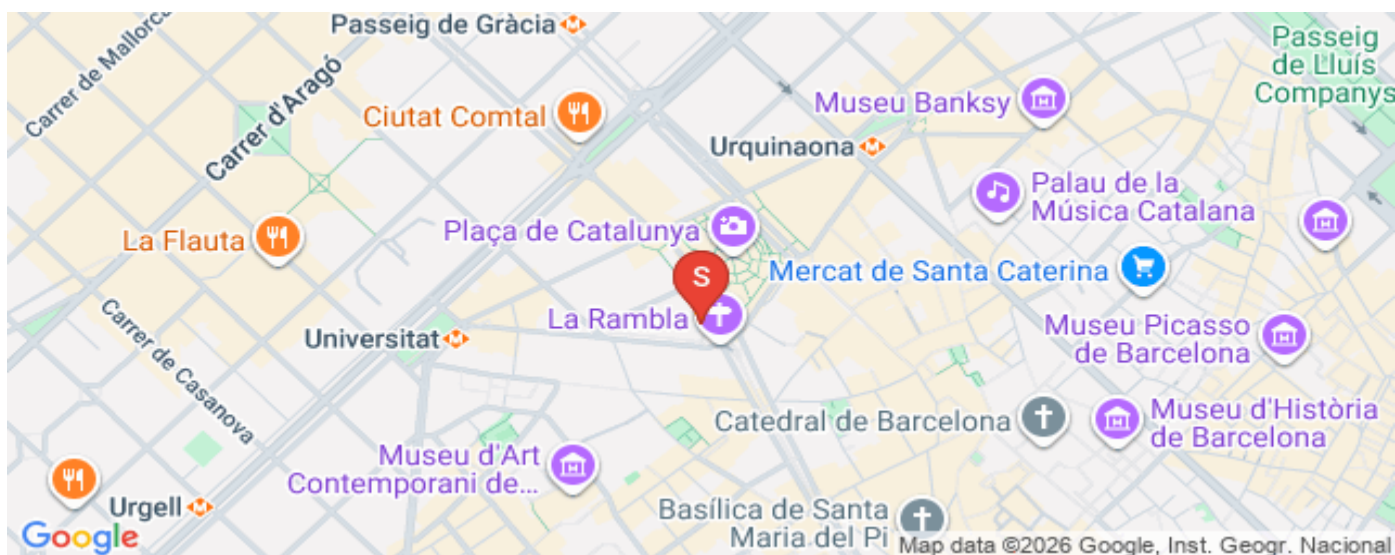 Passeig de Gràcia
Carrer de Mallorca
Carrer d'Aragó
Passeig
de Lluís
Companys
Museu Banksy
Ciutat Comtal
Urquinaona
Palau de la
Música Catalana
La Flauta
Plaça de Catalunya
S
Mercat de Santa Caterina
La Rambla
Universitat
Museu Picasso
de Barcelona
Carrer de Casanova
Catedral de Barcelona
Museu d'Història
de Barcelona
Museu d'Art
Contemporani de...
Urgell
Basílica de Santa
Maria del Pi
Google
Map data ©2026 Google, Inst. Geogr. Nacional